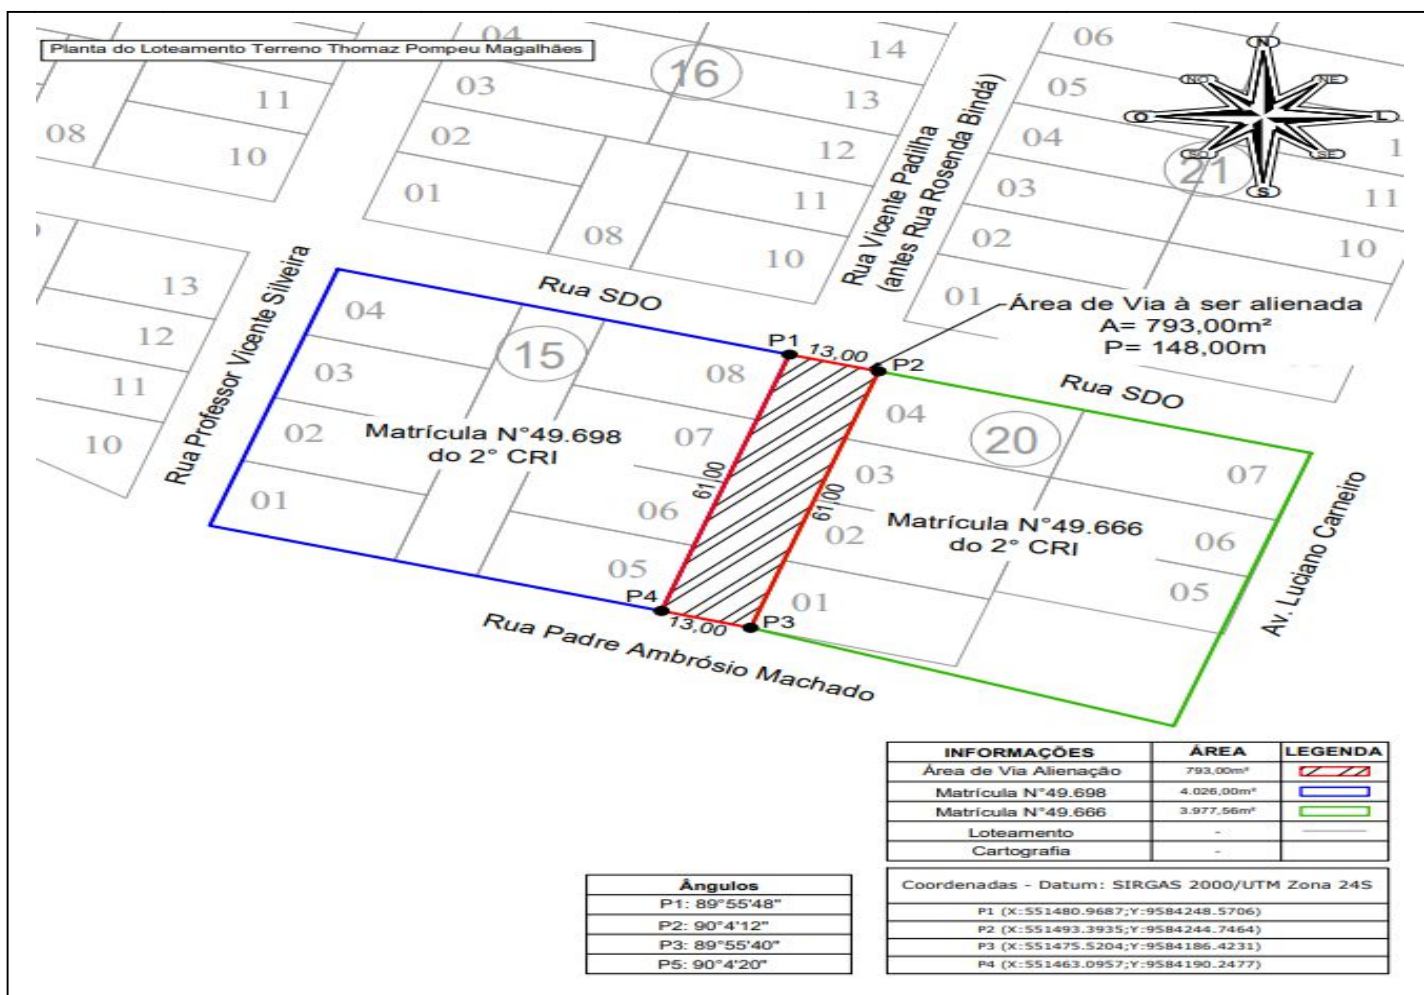 Planta do Loteamento Terreno Thomaz Pompeu Magalhães
04
16
14
06
03
13
05
11
02
12
04
08
10
01
11
03
21
11
08
10
02
10
01
N
NE
L
SE
S
SO
O
NO
Rua Vicente Padilha
(antes Rua Rosenda Bindá)
Rua Professor Vicente Silveira
13
12
11
10
Rua SDO
Área de Via à ser alienada
A= 793,00m²
P= 148,00m
P1
13,00
P2
Rua SDO
04
15
08
03
07
02
06
01
05
Matrícula N°49.698
do 2° CRI
61,00
61,00
04
20
07
03
02
06
01
05
Matrícula N°49.666
do 2° CRI
Av. Luciano Carneiro
P4
13,00
P3
Rua Padre Ambrósio Machado
INFORMAÇÕES ÁREA LEGENDA
Área de Via Alienação 793,00m²
Matrícula N°49.698 4.026,00m²
Matrícula N°49.666 3.977,56m²
Loteamento -
Cartografia -
Ângulos
P1: 89°55'48"
P2: 90°4'12"
P3: 89°55'40"
P5: 90°4'20"
Coordenadas - Datum: SIRGAS 2000/UTM Zona 24S
P1 (X:551480.9687;Y:9584248.5706)
P2 (X:551493.3935;Y:9584244.7464)
P3 (X:551475.5204;Y:9584186.4231)
P4 (X:551463.0957;Y:9584190.2477)